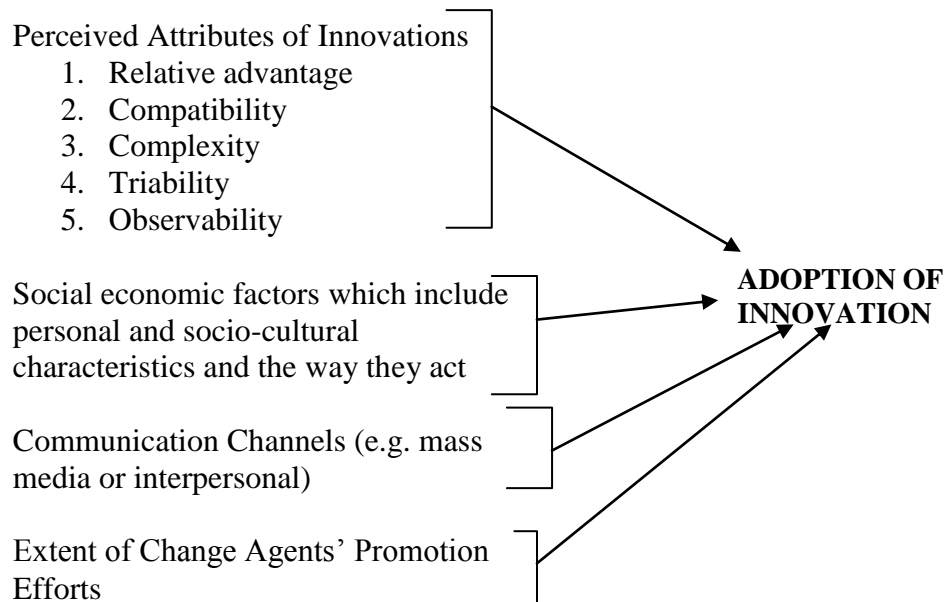 Perceived Attributes of Innovations
1. Relative advantage
2. Compatibility
3. Complexity
4. Triability
5. Observability
Social economic factors which include
personal and socio-cultural
characteristics and the way they act
Communication Channels (e.g. mass
media or interpersonal)
Extent of Change Agents’ Promotion
Efforts
ADOPTION OF
INNOVATION